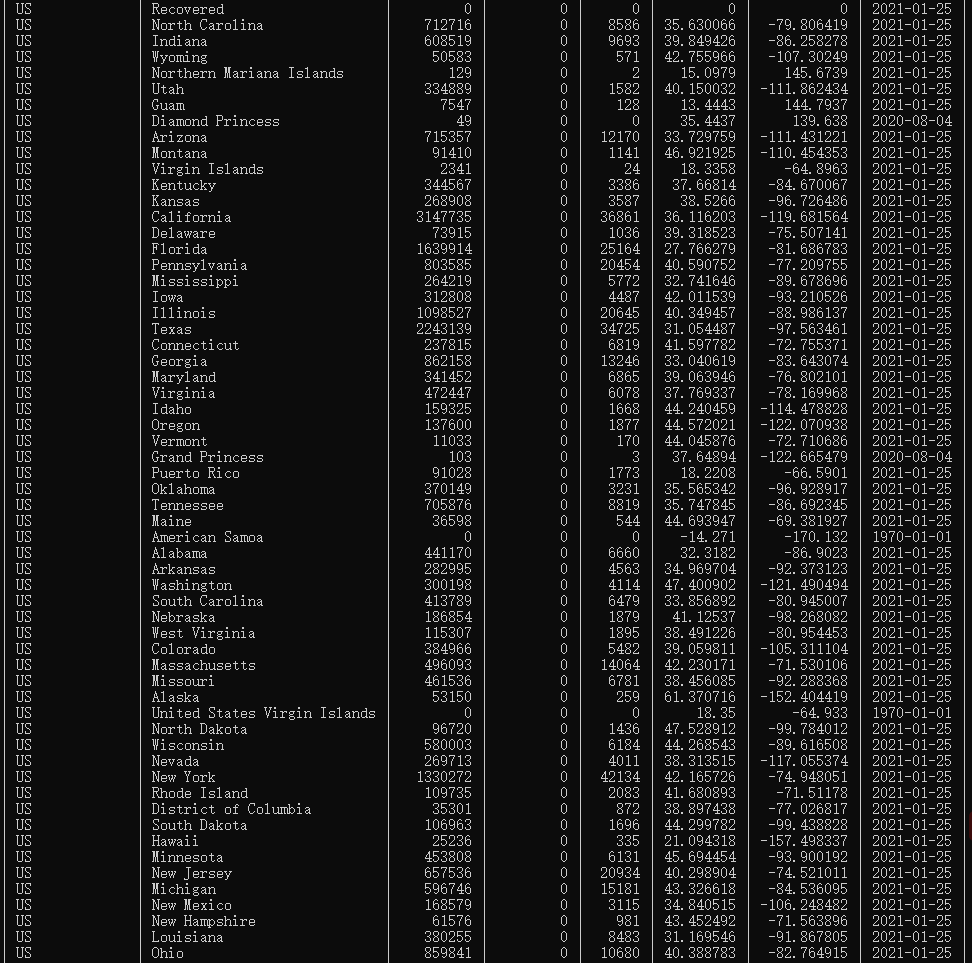 US Recovered 0 0 0 0 0 2021-01-25
US North Carolina 712716 0 8586 35.630066 -79.806419 2021-01-25
US Indiana 608519 0 9693 39.849426 -86.258278 2021-01-25
US Wyoming 50583 0 571 42.755966 -107.30249 2021-01-25
US Northern Mariana Islands 129 0 2 15.0979 145.6739 2021-01-25
US Utah 334889 0 1582 40.150032 -111.862434 2021-01-25
US Guam 7547 0 128 13.4443 144.7937 2021-01-25
US Diamond Princess 49 0 0 35.4437 139.638 2020-08-04
US Arizona 715357 0 12170 33.729759 -111.431221 2021-01-25
US Montana 91410 0 1141 46.921925 -110.454353 2021-01-25
US Virgin Islands 2341 0 24 18.3358 -64.8963 2021-01-25
US Kentucky 344567 0 3386 37.66814 -84.670067 2021-01-25
US Kansas 268908 0 3587 38.5266 -96.726486 2021-01-25
US California 3147735 0 36861 36.116203 -119.681564 2021-01-25
US Delaware 73915 0 1036 39.318523 -75.507141 2021-01-25
US Florida 1639914 0 25164 27.766279 -81.686783 2021-01-25
US Pennsylvania 803585 0 20454 40.590752 -77.209755 2021-01-25
US Mississippi 264219 0 5772 32.741646 -89.678696 2021-01-25
US Iowa 312808 0 4487 42.011539 -93.210526 2021-01-25
US Illinois 1098527 0 20645 40.349457 -88.986137 2021-01-25
US Texas 2243139 0 34725 31.054487 -97.563461 2021-01-25
US Connecticut 237815 0 6819 41.597782 -72.755371 2021-01-25
US Georgia 862158 0 13246 33.040619 -83.643074 2021-01-25
US Maryland 341452 0 6865 39.063946 -76.802101 2021-01-25
US Virginia 472447 0 6078 37.769337 -78.169968 2021-01-25
US Idaho 159325 0 1668 44.240459 -114.478828 2021-01-25
US Oregon 137600 0 1877 44.572021 -122.070938 2021-01-25
US Vermont 11033 0 170 44.045876 -72.710686 2021-01-25
US Grand Princess 103 0 3 37.64894 -122.665479 2020-08-04
US Puerto Rico 91028 0 1773 18.2208 -66.5901 2021-01-25
US Oklahoma 370149 0 3231 35.565342 -96.928917 2021-01-25
US Tennessee 705876 0 8819 35.747845 -86.692345 2021-01-25
US Maine 36598 0 544 44.693947 -69.381927 2021-01-25
US American Samoa 0 0 0 -14.271 -170.132 1970-01-01
US Alabama 441170 0 6660 32.3182 -86.9023 2021-01-25
US Arkansas 282995 0 4563 34.969704 -92.373123 2021-01-25
US Washington 300198 0 4114 47.400902 -121.490494 2021-01-25
US South Carolina 413789 0 6479 33.856892 -80.945007 2021-01-25
US Nebraska 186854 0 1879 41.12537 -98.268082 2021-01-25
US West Virginia 115307 0 1895 38.491226 -80.954453 2021-01-25
US Colorado 384966 0 5482 39.059811 -105.311104 2021-01-25
US Massachusetts 496093 0 14064 42.230171 -71.530106 2021-01-25
US Missouri 461536 0 6781 38.456085 -92.288368 2021-01-25
US Alaska 53150 0 259 61.370716 -152.404419 2021-01-25
US United States Virgin Islands 0 0 0 18.35 -64.933 1970-01-01
US North Dakota 96720 0 1436 47.528912 -99.784012 2021-01-25
US Wisconsin 580003 0 6184 44.268543 -89.616508 2021-01-25
US Nevada 269713 0 4011 38.313515 -117.055374 2021-01-25
US New York 1330272 0 42134 42.165726 -74.948051 2021-01-25
US Rhode Island 109735 0 2083 41.680893 -71.51178 2021-01-25
US District of Columbia 35301 0 872 38.897438 -77.026817 2021-01-25
US South Dakota 106963 0 1696 44.299782 -99.438828 2021-01-25
US Hawaii 25236 0 335 21.094318 -157.498337 2021-01-25
US Minnesota 453808 0 6131 45.694454 -93.900192 2021-01-25
US New Jersey 657536 0 20934 40.298904 -74.521011 2021-01-25
US Michigan 596746 0 15181 43.326618 -84.536095 2021-01-25
US New Mexico 168579 0 3115 34.840515 -106.248482 2021-01-25
US New Hampshire 61576 0 981 43.452492 -71.563896 2021-01-25
US Louisiana 380255 0 8483 31.169546 -91.867805 2021-01-25
US Ohio 859841 0 10680 40.388783 -82.764915 2021-01-25